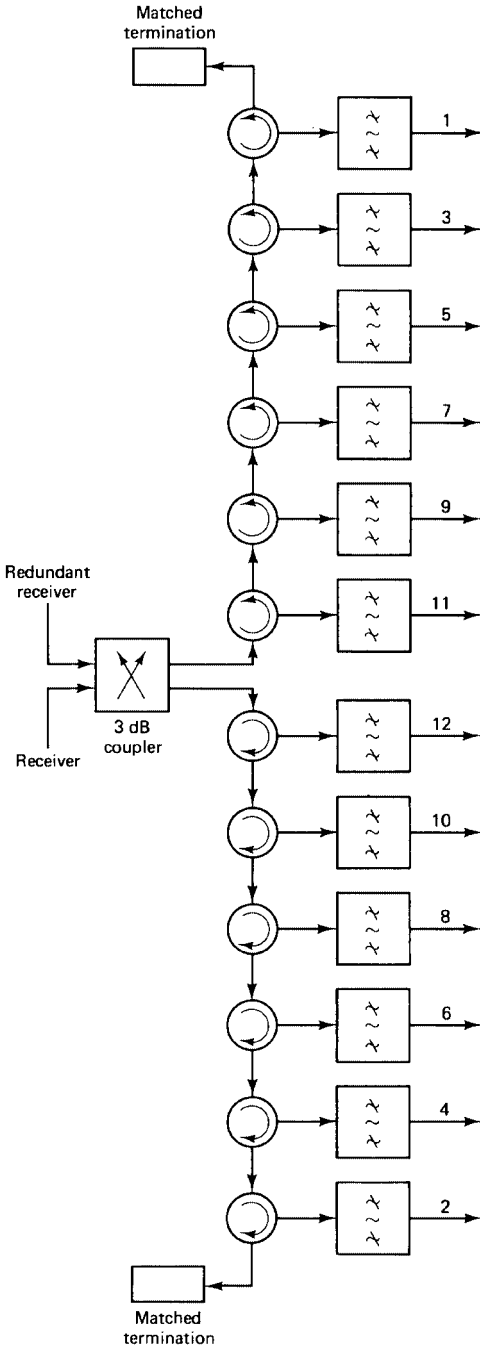 Matched
termination
1
3
5
7
9
11
Redundant
receiver
3 dB
coupler
Receiver
12
10
8
6
4
2
Matched
termination